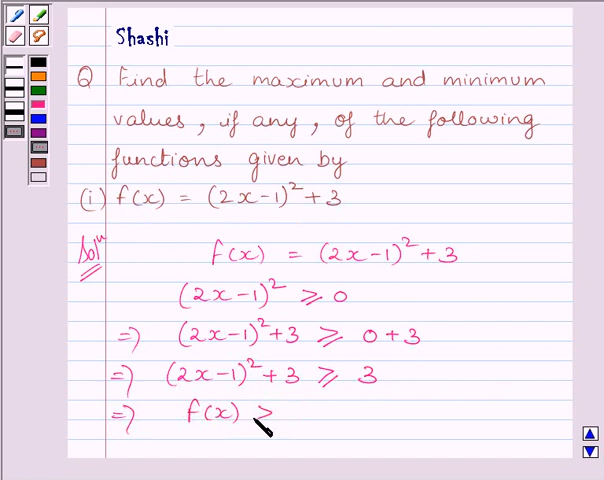 Shashi
Q Find the maximum and minimum
values, if any, of the following
functions given by
(i) f(x) = (2x-1)² + 3
Solⁿ f(x) = (2x-1)² + 3
(2x-1)² ⩾ 0
=) (2x-1)² + 3 ⩾ 0 + 3
=) (2x-1)² + 3 ⩾ 3
=) f(x) >